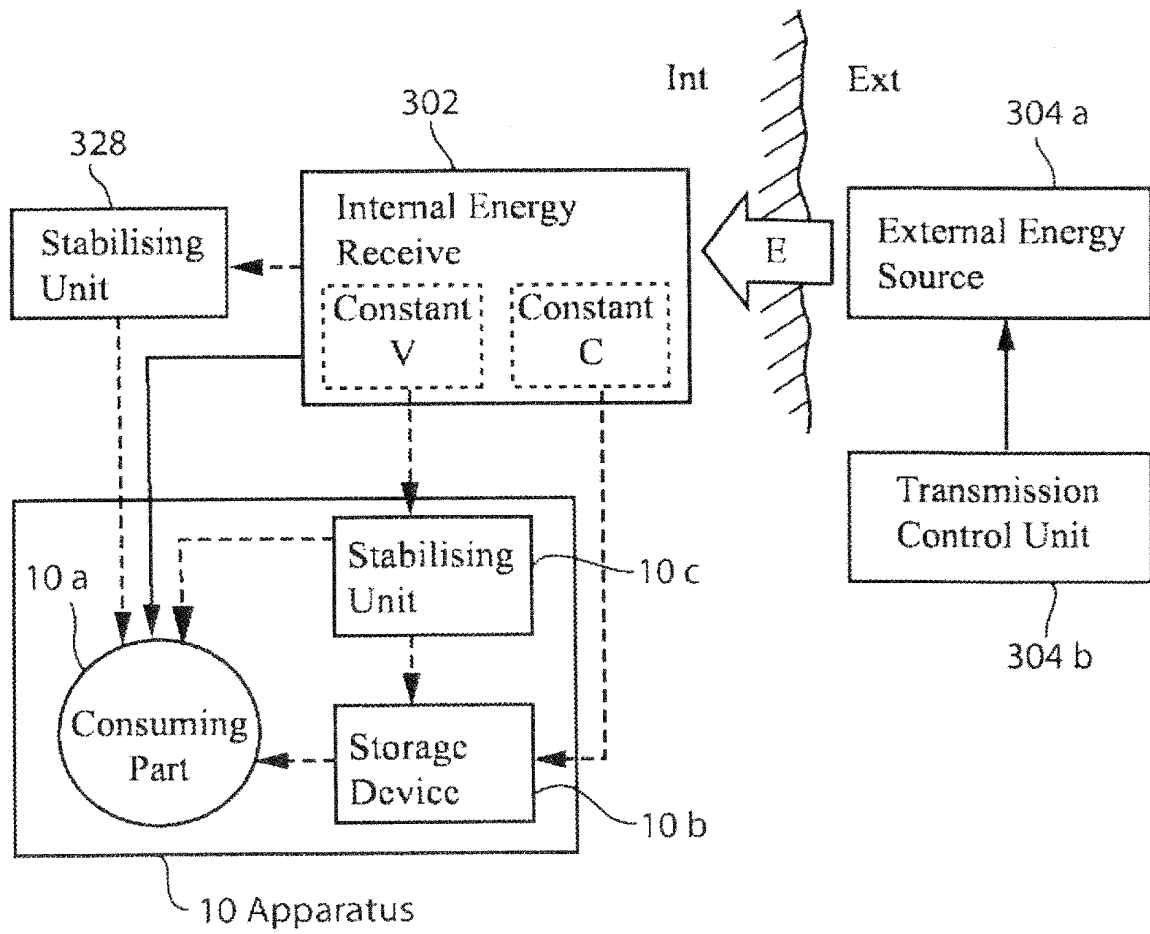 Int
Ext
302
304 a
328
Internal Energy
Receive
External Energy
Source
Stabilising
Unit
E
Constant
V
Constant
C
Transmission
Control Unit
Stabilising
Unit
10 a
10 c
304 b
Consuming
Part
Storage
Device
10 b
10 Apparatus